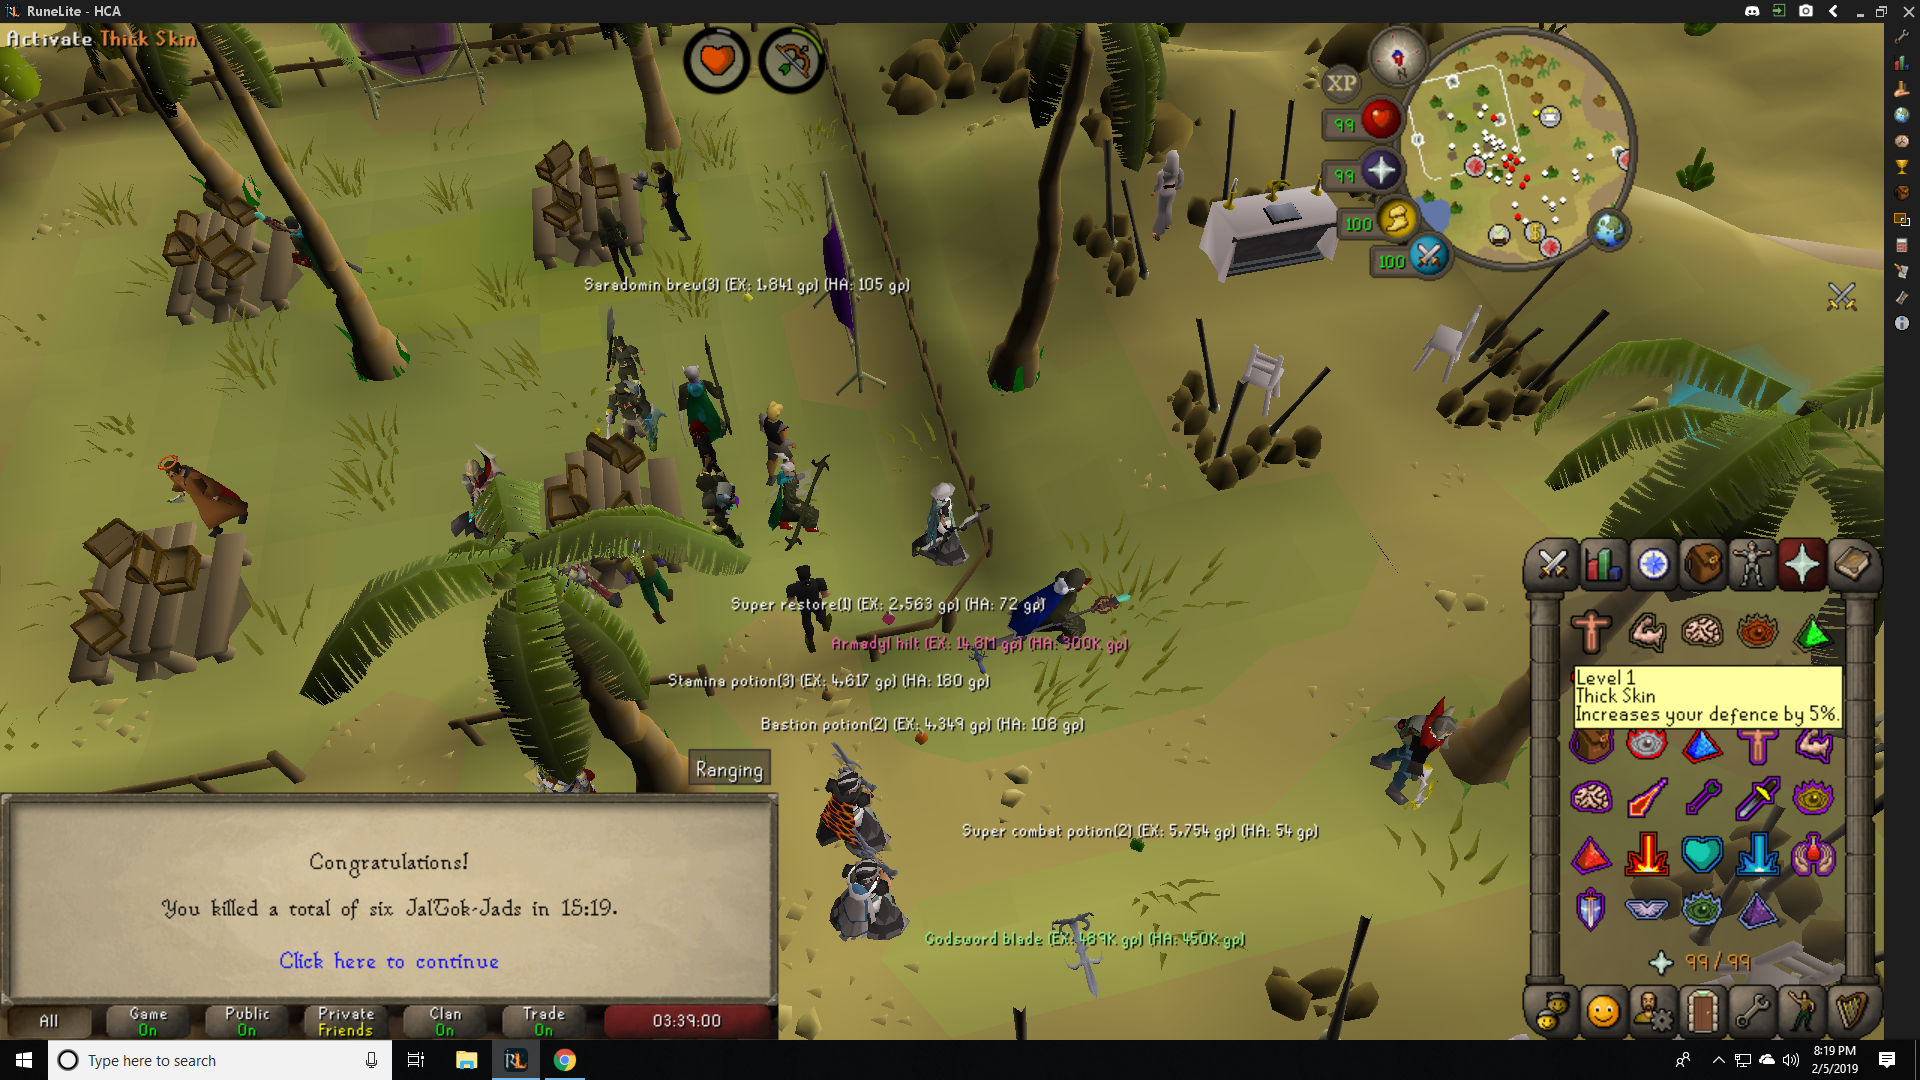 RuneLite - HCA
Activate Thick Skin
XP
N
99
99
100
100
Saradomin brew(3) (EX: 1,841 gp) (HA: 105 gp)
Super restore(1) (EX: 2,563 gp) (HA: 72 gp)
Armadyl hilt (EX: 14.8M gp) (HA: 300K gp)
Stamina potion(3) (EX: 4,617 gp) (HA: 180 gp)
Bastion potion(2) (EX: 4,349 gp) (HA: 108 gp)
Super combat potion(2) (EX: 5,754 gp) (HA: 54 gp)
Godsword blade (EX: 489K gp) (HA: 450K gp)
Level 1
Thick Skin
Increases your defence by 5%.
99 / 99
Ranging
Congratulations!
You killed a total of six JalTok-Jads in 15:19.
Click here to continue
All
Game
On
Public
On
Private
Friends
Clan
On
Trade
On
03:39:00
Type here to search
8:19 PM
2/5/2019